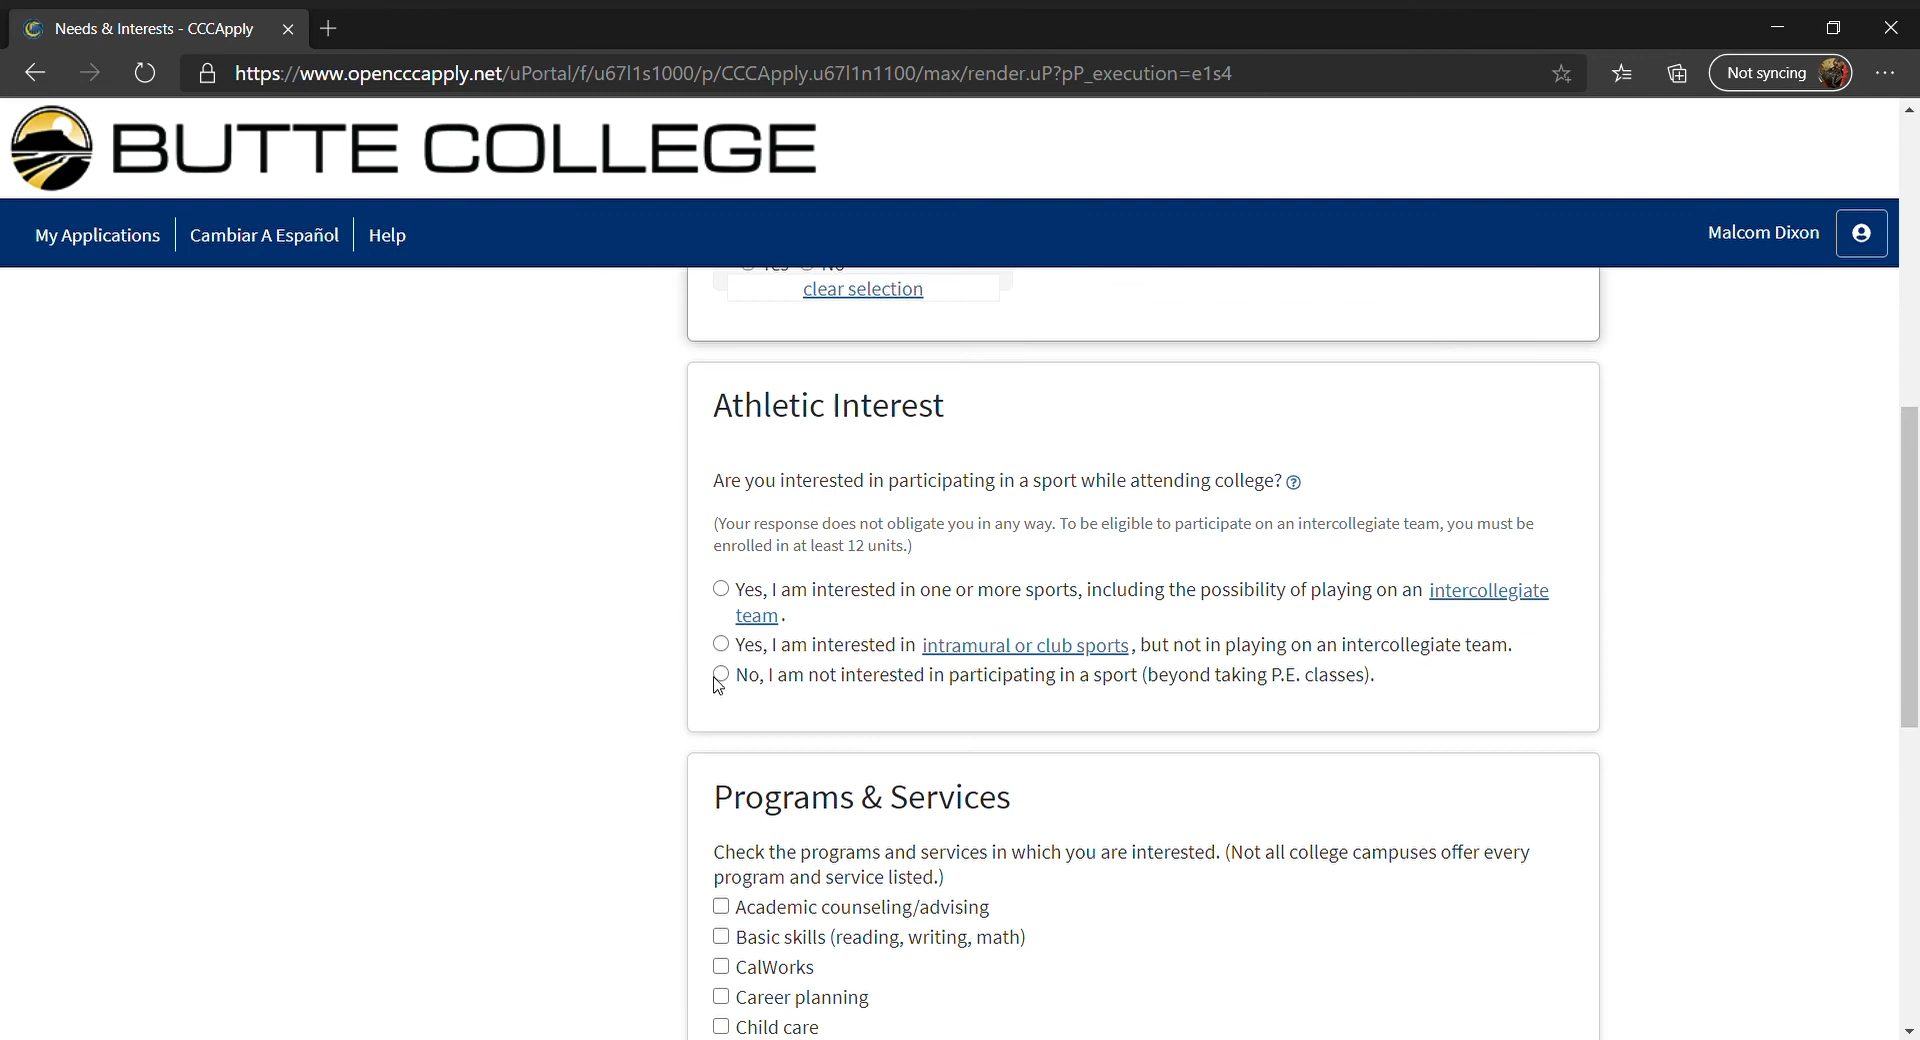 Needs & Interests - CCCApply
https://www.opencccapply.net/uPortal/f/u67l1s1000/p/CCCApply.u67l1n1100/max/render.uP?pP_execution=e1s4
Not syncing
BUTTE COLLEGE
My Applications
Cambiar A Español
Help
Malcom Dixon
Yes No
clear selection
Athletic Interest
Are you interested in participating in a sport while attending college?
(Your response does not obligate you in any way. To be eligible to participate on an intercollegiate team, you must be
enrolled in at least 12 units.)
Yes, I am interested in one or more sports, including the possibility of playing on an intercollegiate
team.
Yes, I am interested in intramural or club sports, but not in playing on an intercollegiate team.
No, I am not interested in participating in a sport (beyond taking P.E. classes).
Programs & Services
Check the programs and services in which you are interested. (Not all college campuses offer every
program and service listed.)
Academic counseling/advising
Basic skills (reading, writing, math)
CalWorks
Career planning
Child care